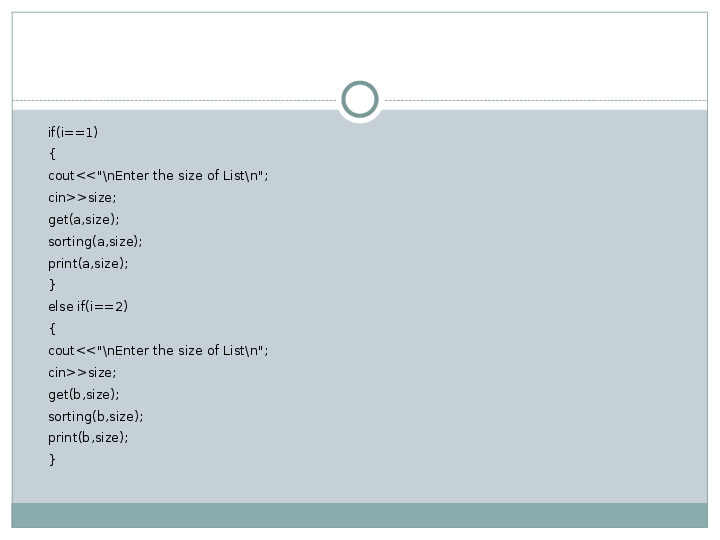 if(i==1)
{
cout<<"\nEnter the size of List\n";
cin>>size;
get(a,size);
sorting(a,size);
print(a,size);
}
else if(i==2)
{
cout<<"\nEnter the size of List\n";
cin>>size;
get(b,size);
sorting(b,size);
print(b,size);
}